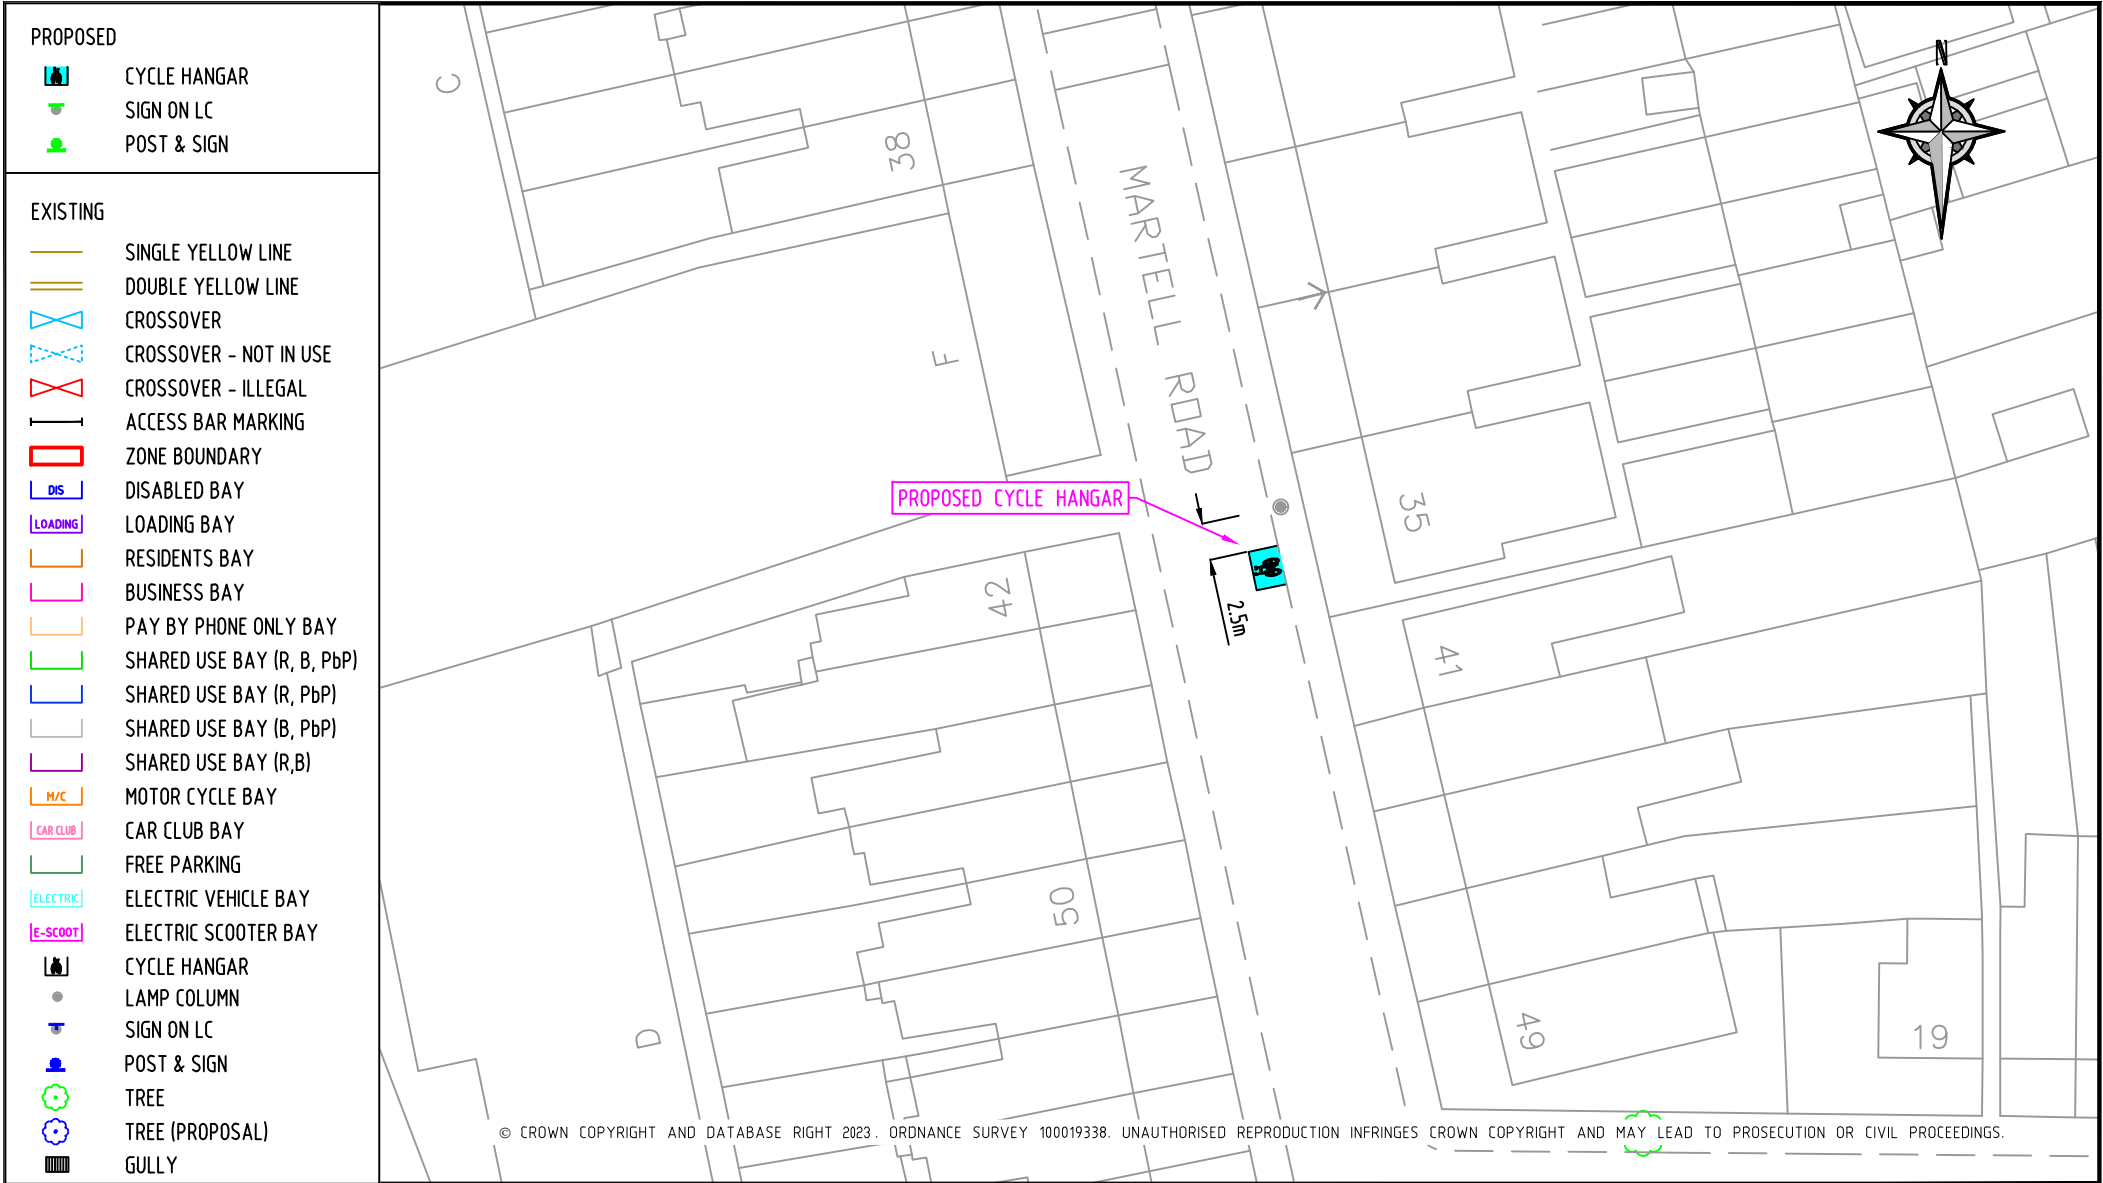 PROPOSED
CYCLE HANGAR
SIGN ON LC
POST & SIGN
EXISTING
SINGLE YELLOW LINE
DOUBLE YELLOW LINE
CROSSOVER
CROSSOVER - NOT IN USE
CROSSOVER - ILLEGAL
ACCESS BAR MARKING
ZONE BOUNDARY
DIS DISABLED BAY
LOADING LOADING BAY
RESIDENTS BAY
BUSINESS BAY
PAY BY PHONE ONLY BAY
SHARED USE BAY (R, B, PbP)
SHARED USE BAY (R, PbP)
SHARED USE BAY (B, PbP)
SHARED USE BAY (R,B)
M/C MOTOR CYCLE BAY
CAR CLUB CAR CLUB BAY
FREE PARKING
ELECTRIC ELECTRIC VEHICLE BAY
E-SCOOT ELECTRIC SCOOTER BAY
CYCLE HANGAR
LAMP COLUMN
SIGN ON LC
POST & SIGN
TREE
TREE (PROPOSAL)
GULLY
C
38
N
MARTELL ROAD
F
PROPOSED CYCLE HANGAR
35
2.5m
42
41
50
D
49
19
© CROWN COPYRIGHT AND DATABASE RIGHT 2023. ORDNANCE SURVEY 100019338. UNAUTHORISED REPRODUCTION INFRINGES CROWN COPYRIGHT AND MAY LEAD TO PROSECUTION OR CIVIL PROCEEDINGS.